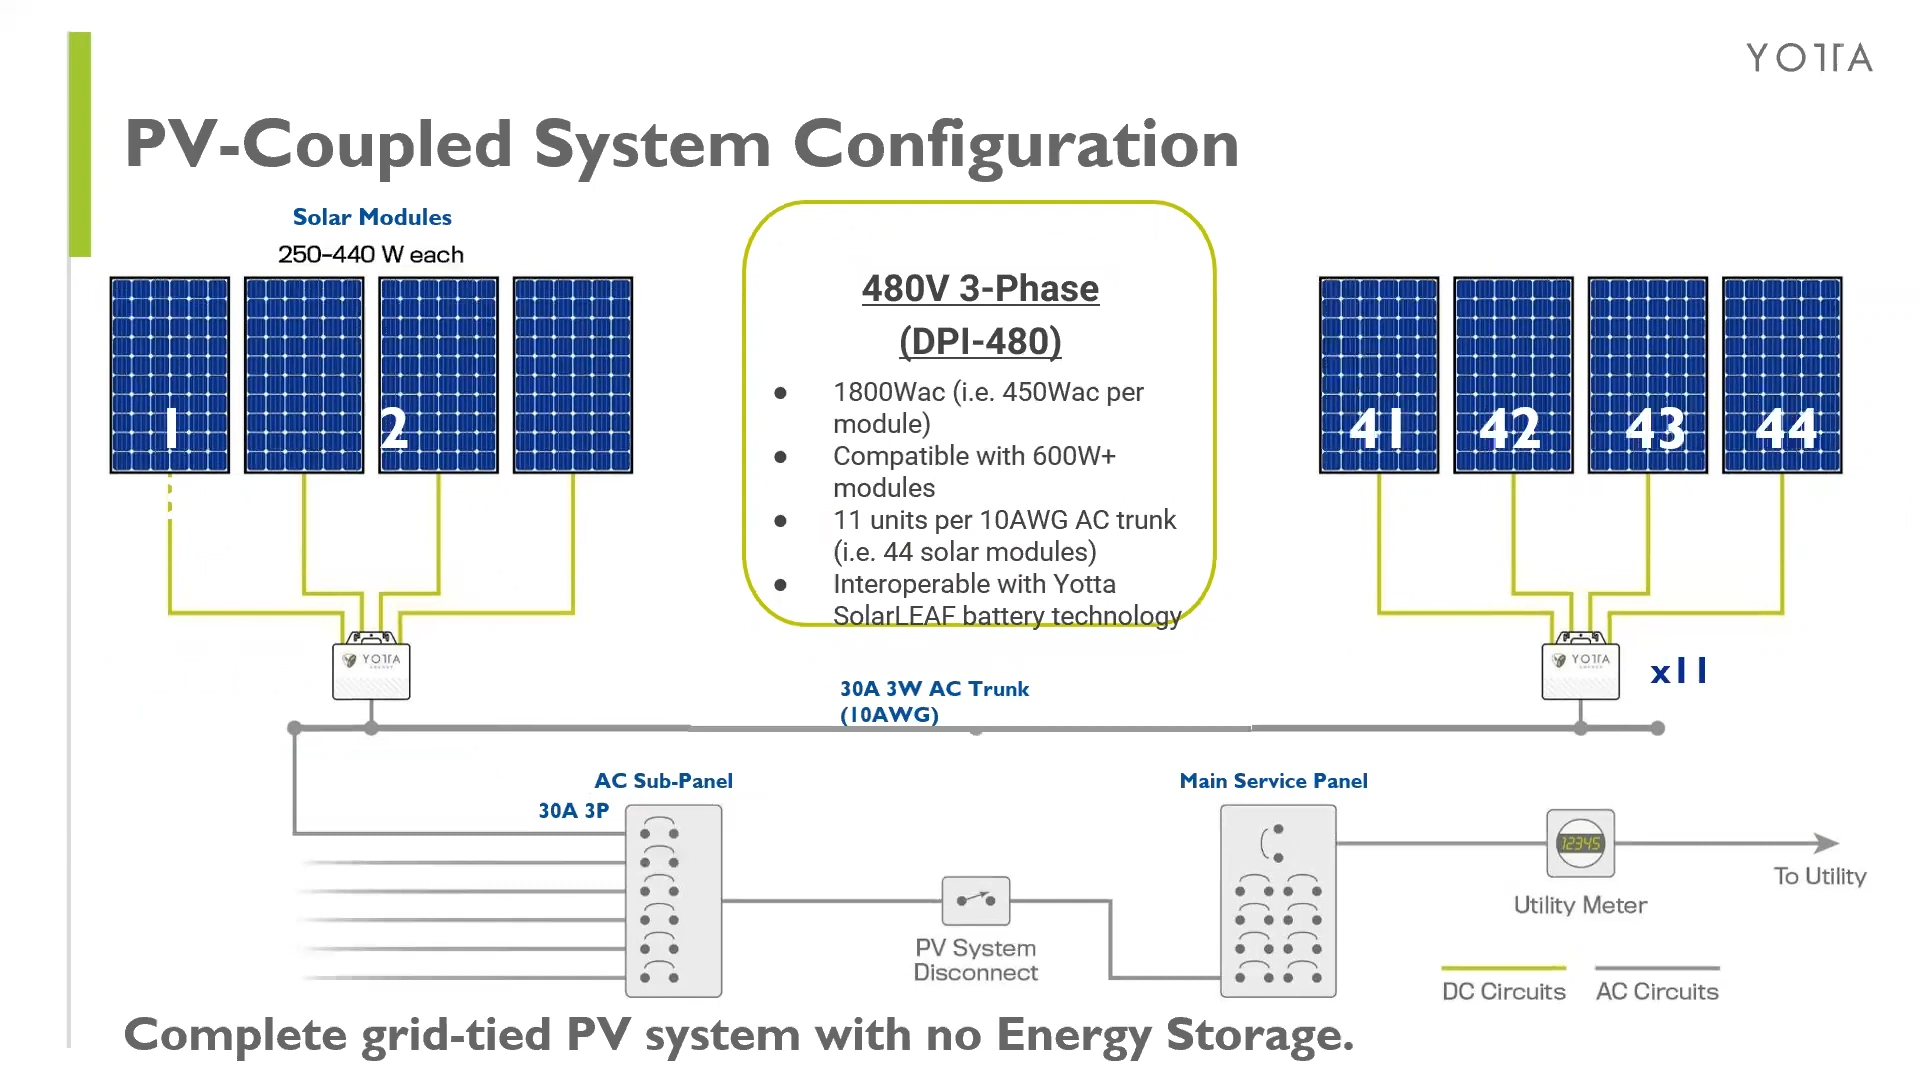 YOTTA
PV-Coupled System Configuration
Solar Modules
250-440 W each
1
2
480V 3-Phase
(DPI-480)
● 1800Wac (i.e. 450Wac per
module)
● Compatible with 600W+
modules
● 11 units per 10AWG AC trunk
(i.e. 44 solar modules)
● Interoperable with Yotta
SolarLEAF battery technology
41
42
43
44
YOTTA
ENERGY
YOTTA
ENERGY
x11
30A 3W AC Trunk
(10AWG)
AC Sub-Panel
30A 3P
Main Service Panel
12345
To Utility
Utility Meter
PV System
Disconnect
DC Circuits
AC Circuits
Complete grid-tied PV system with no Energy Storage.